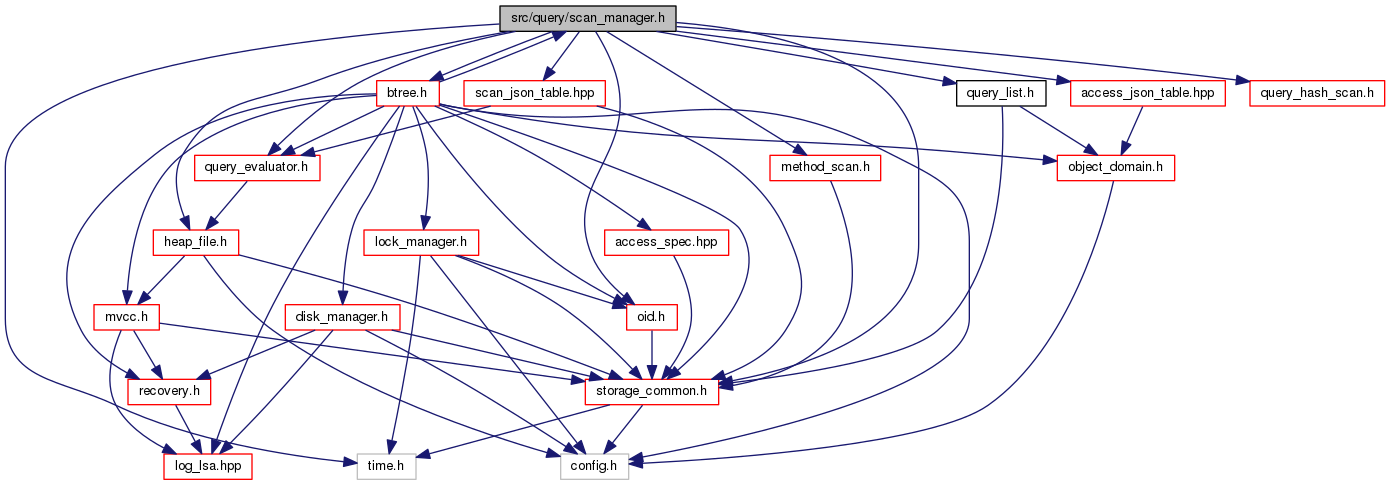 src/query/scan_manager.h
btree.h
scan_json_table.hpp
query_list.h
access_json_table.hpp
query_hash_scan.h
query_evaluator.h
method_scan.h
object_domain.h
heap_file.h
lock_manager.h
access_spec.hpp
mvcc.h
disk_manager.h
oid.h
recovery.h
storage_common.h
log_lsa.hpp
time.h
config.h